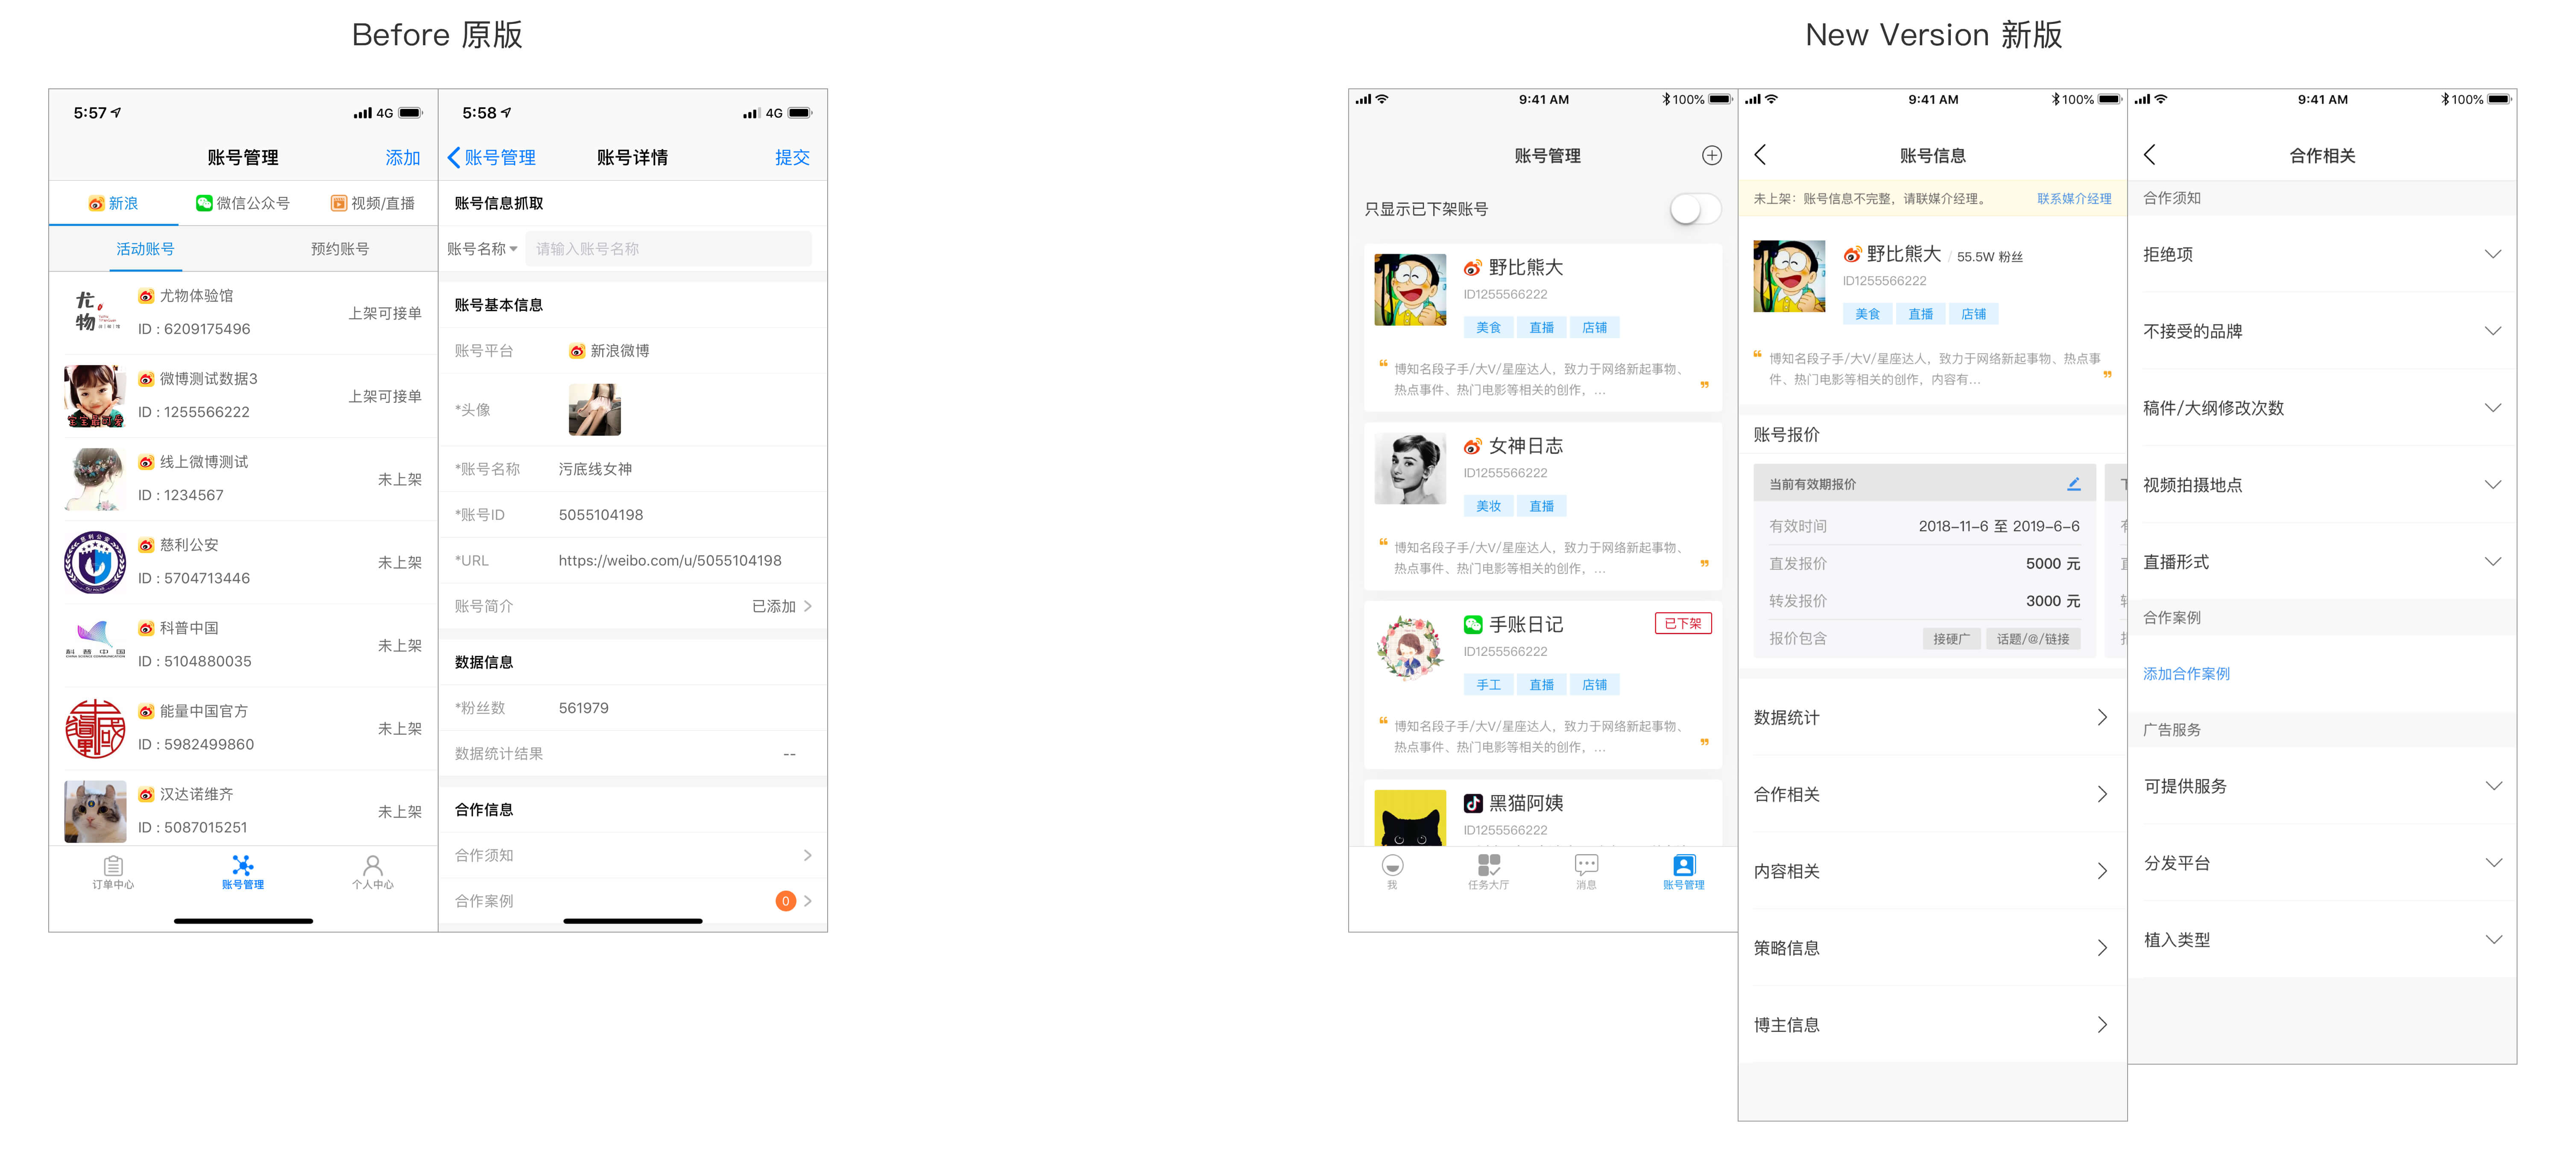 Before 原版
5:57
4G
账号管理
添加
新浪
微信公众号
视频/直播
活动账号
预约账号
尤物
尤物体验馆
ID : 6209175496
上架可接单
微博测试数据3
ID : 1255566222
上架可接单
线上微博测试
ID : 1234567
未上架
慈利公安
ID : 5704713446
未上架
科普中国
科普中国
ID : 5104880035
未上架
能量中国官方
ID : 5982499860
未上架
汉达诺维齐
ID : 5087015251
未上架
订单中心
账号管理
个人中心
5:58
4G
账号管理
账号详情
提交
账号信息抓取
账号名称
请输入账号名称
账号基本信息
账号平台
新浪微博
*头像
*账号名称
污底线女神
*账号ID
5055104198
*URL
https://weibo.com/u/5055104198
账号简介
已添加
数据信息
*粉丝数
561979
数据统计结果
--
合作信息
合作须知
合作案例
0
New Version 新版
9:41 AM
100%
账号管理
只显示已下架账号
野比熊大
ID1255566222
美食
直播
店铺
“ 博知名段子手/大V/星座达人，致力于网络新起事物、
热点事件、热门电影等相关的创作，... ”
女神日志
ID1255566222
美妆
直播
“ 博知名段子手/大V/星座达人，致力于网络新起事物、
热点事件、热门电影等相关的创作，... ”
手账日记
已下架
ID1255566222
手工
直播
店铺
“ 博知名段子手/大V/星座达人，致力于网络新起事物、
热点事件、热门电影等相关的创作，... ”
黑猫阿姨
ID1255566222
我
任务大厅
消息
账号管理
9:41 AM
100%
账号信息
未上架：账号信息不完整，请联媒介经理。
联系媒介经理
野比熊大 / 55.5W 粉丝
ID1255566222
美食
直播
店铺
“ 博知名段子手/大V/星座达人，致力于网络新起事物、热点事
件、热门电影等相关的创作，内容有... ”
账号报价
当前有效期报价
有效时间
2018-11-6 至 2019-6-6
直发报价
5000 元
转发报价
3000 元
报价包含
接硬广
话题/@/链接
数据统计
合作相关
内容相关
策略信息
博主信息
9:41 AM
100%
合作相关
合作须知
拒绝项
不接受的品牌
稿件/大纲修改次数
视频拍摄地点
直播形式
合作案例
添加合作案例
广告服务
可提供服务
分发平台
植入类型